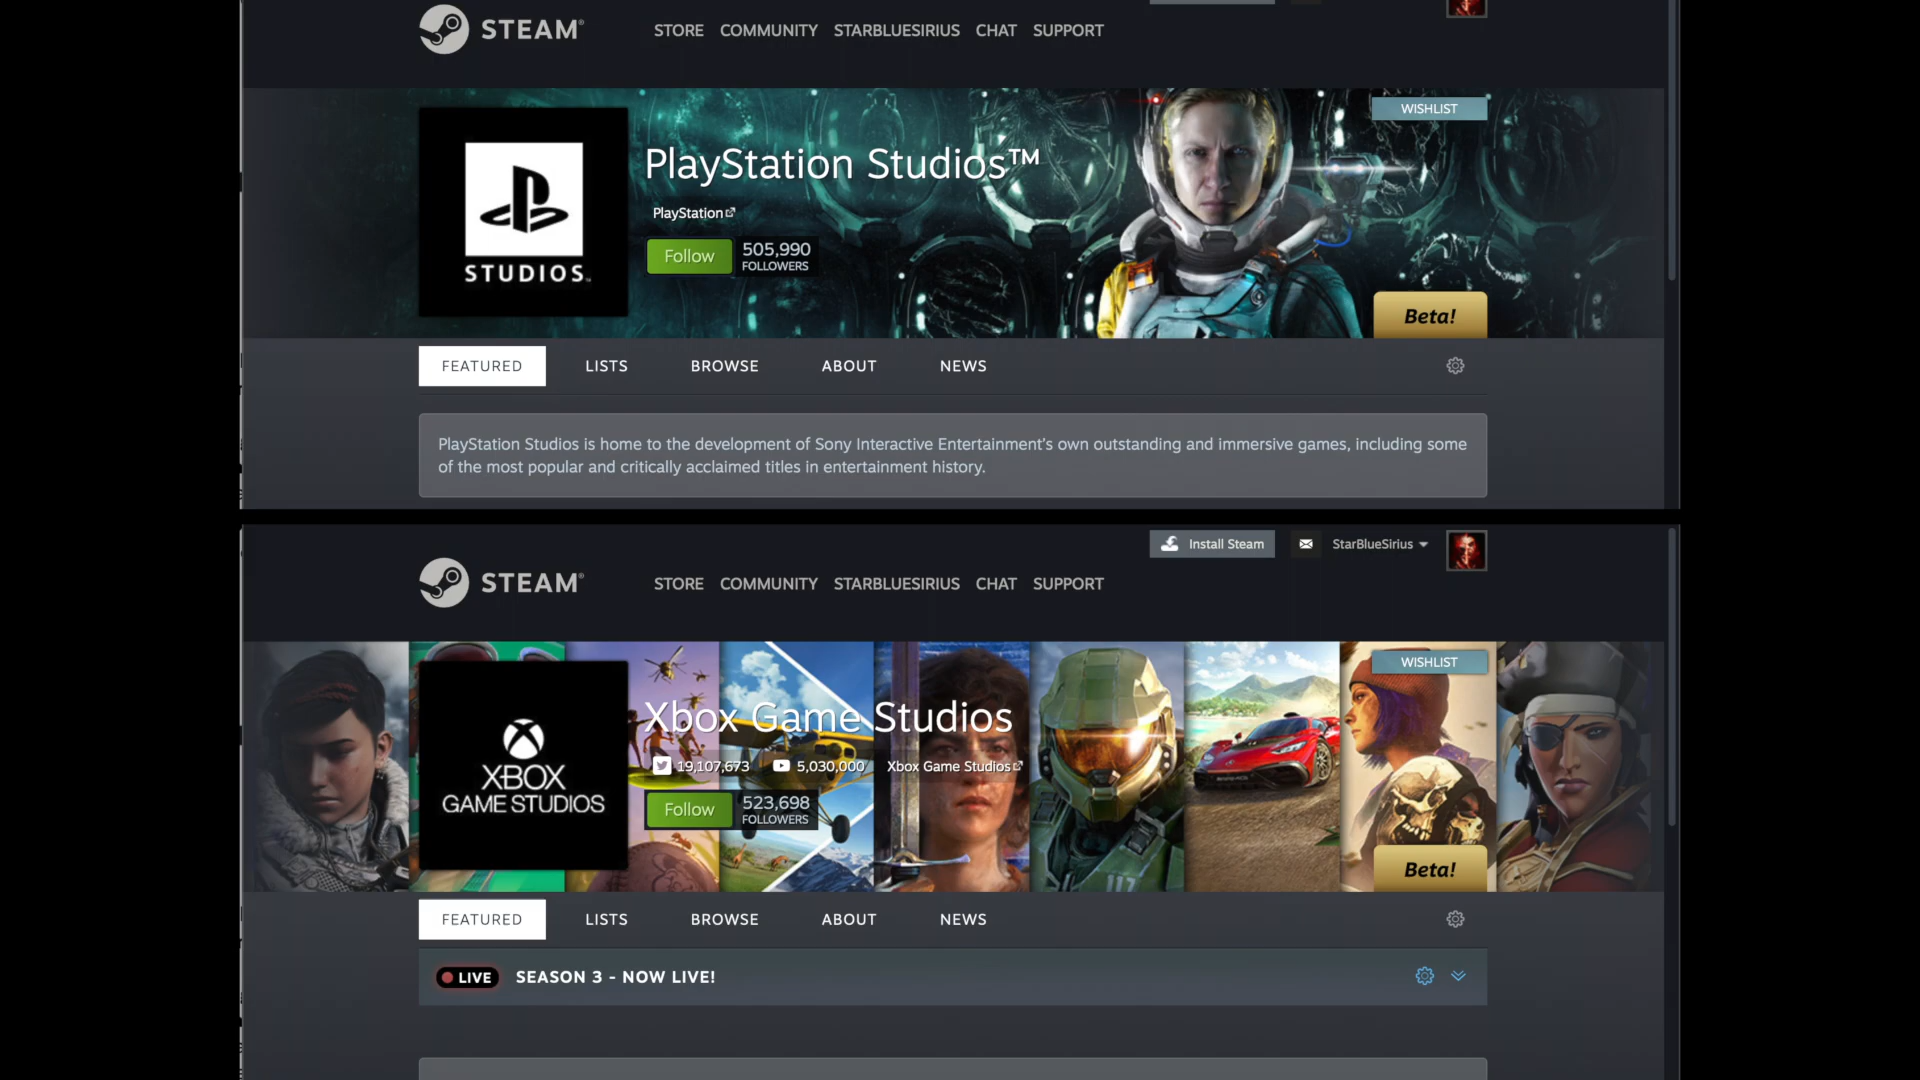 STEAM®
STORE COMMUNITY STARBLUESIRIUS CHAT SUPPORT
WISHLIST
PlayStation Studios™
PlayStation
STUDIOS
Follow 505,990
FOLLOWERS
Beta!
FEATURED LISTS BROWSE ABOUT NEWS
PlayStation Studios is home to the development of Sony Interactive Entertainment's own outstanding and immersive games, including some
of the most popular and critically acclaimed titles in entertainment history.
Install Steam StarBlueSirius
STEAM®
STORE COMMUNITY STARBLUESIRIUS CHAT SUPPORT
WISHLIST
Xbox Game Studios
19,107,673 5,030,000 Xbox Game Studios
XBOX
GAME STUDIOS
Follow 523,698
FOLLOWERS
117
Beta!
FEATURED LISTS BROWSE ABOUT NEWS
LIVE SEASON 3 - NOW LIVE!